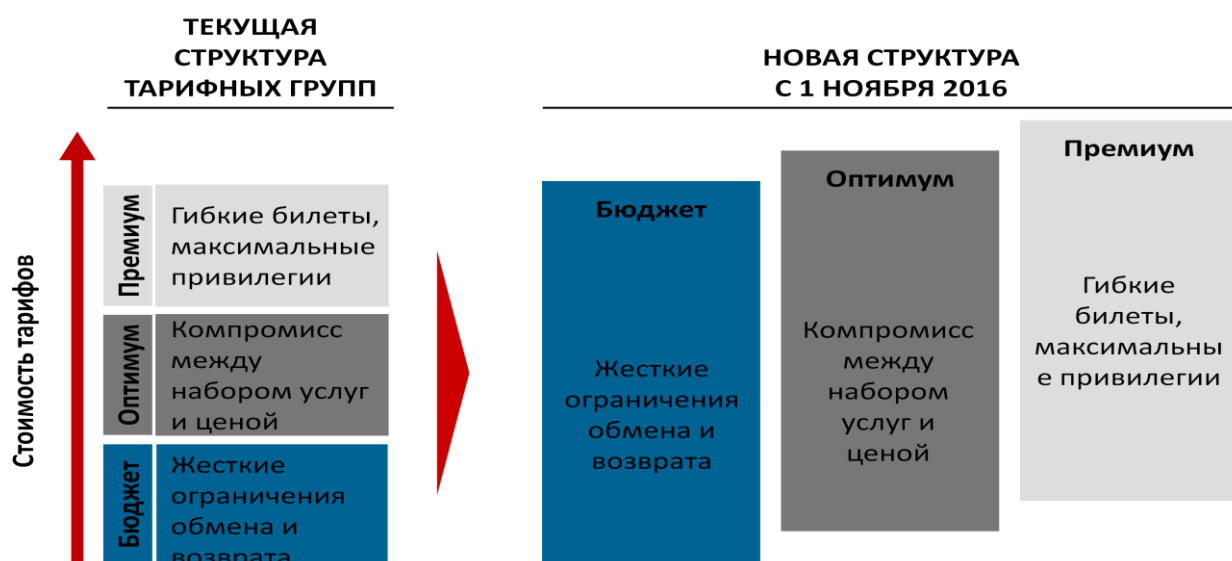 ТЕКУЩАЯ
СТРУКТУРА
ТАРИФНЫХ ГРУПП
НОВАЯ СТРУКТУРА
С 1 НОЯБРЯ 2016
Стоимость тарифов
Премиум
Гибкие билеты,
максимальные
привилегии
Оптимум
Компромисс
между
набором услуг
и ценой
Бюджет
Жесткие
ограничения
обмена и
возврата
Бюджет
Жесткие
ограничения
обмена и
возврата
Оптимум
Компромисс
между
набором
услуг и
ценой
Премиум
Гибкие
билеты,
максимальны
е привилегии